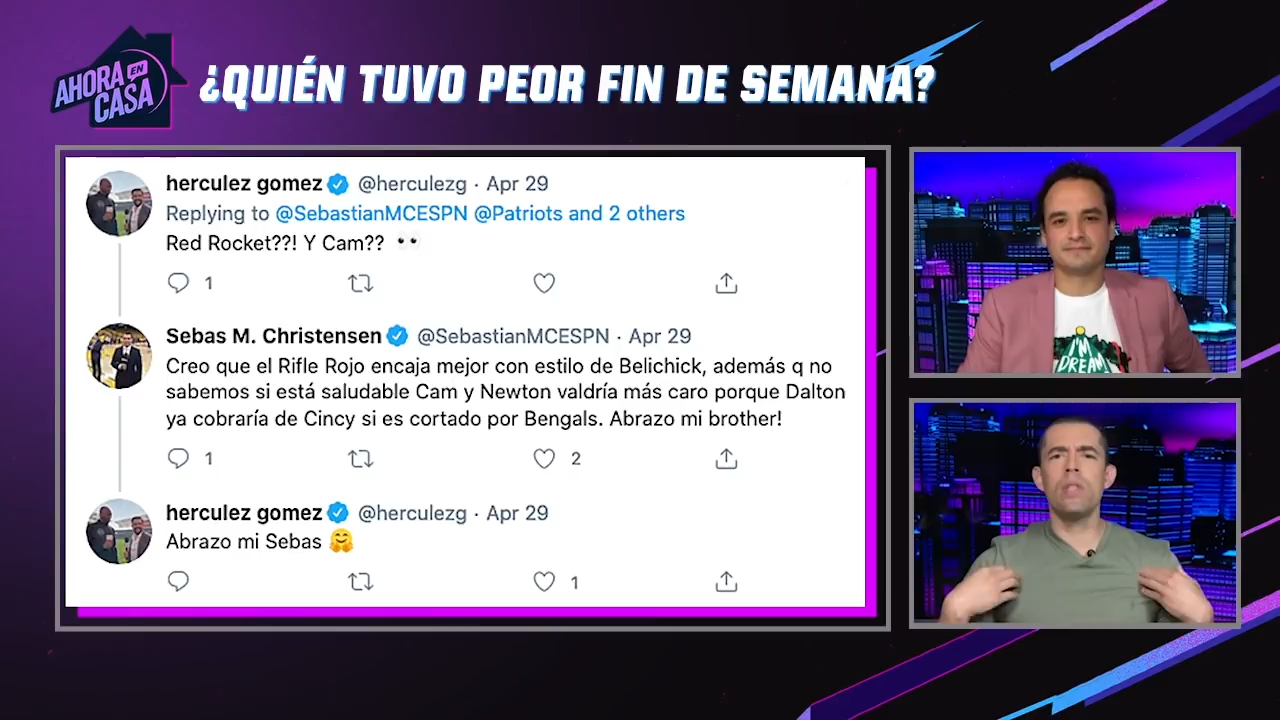 AHORA EN
CASA
¿QUIÉN TUVO PEOR FIN DE SEMANA?
herculez gomez @herculezg · Apr 29
Replying to @SebastianMCESPN @Patriots and 2 others
Red Rocket??! Y Cam?? 👀
1
Sebas M. Christensen @SebastianMCESPN · Apr 29
Creo que el Rifle Rojo encaja mejor con estilo de Belichick, además q no
sabemos si está saludable Cam y Newton valdría más caro porque Dalton
ya cobraría de Cincy si es cortado por Bengals. Abrazo mi brother!
1 2
herculez gomez @herculezg · Apr 29
Abrazo mi Sebas 🤗
1
I'M
DREAM